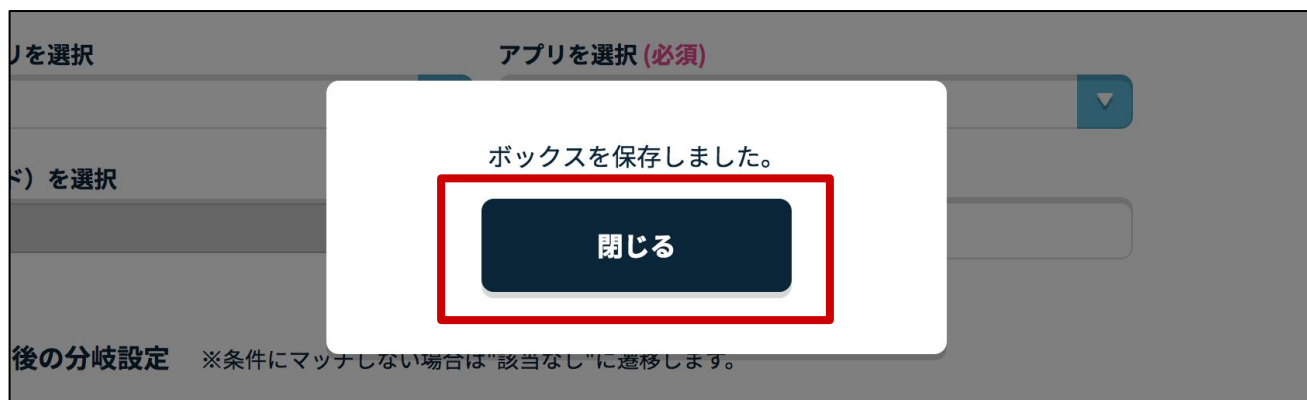 リを選択
アプリを選択 (必須)
ボックスを保存しました。
ド）を選択
閉じる
後の分岐設定 ※条件にマッチしない場合は"該当なし"に遷移します。